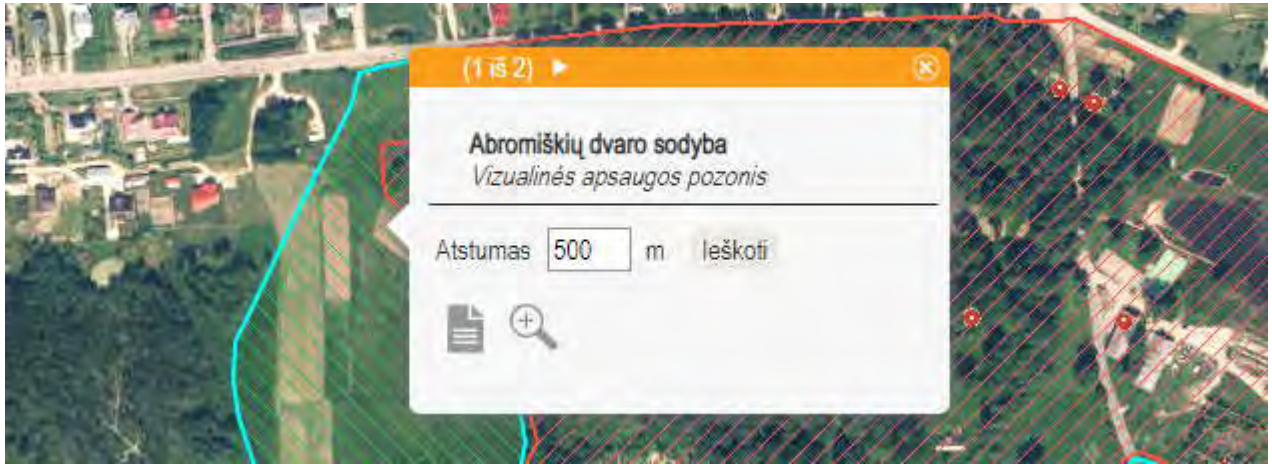 (1 iš 2)
Abromiškių dvaro sodyba
Vizualinės apsaugos pozonis
Atstumas 500 m Ieškoti